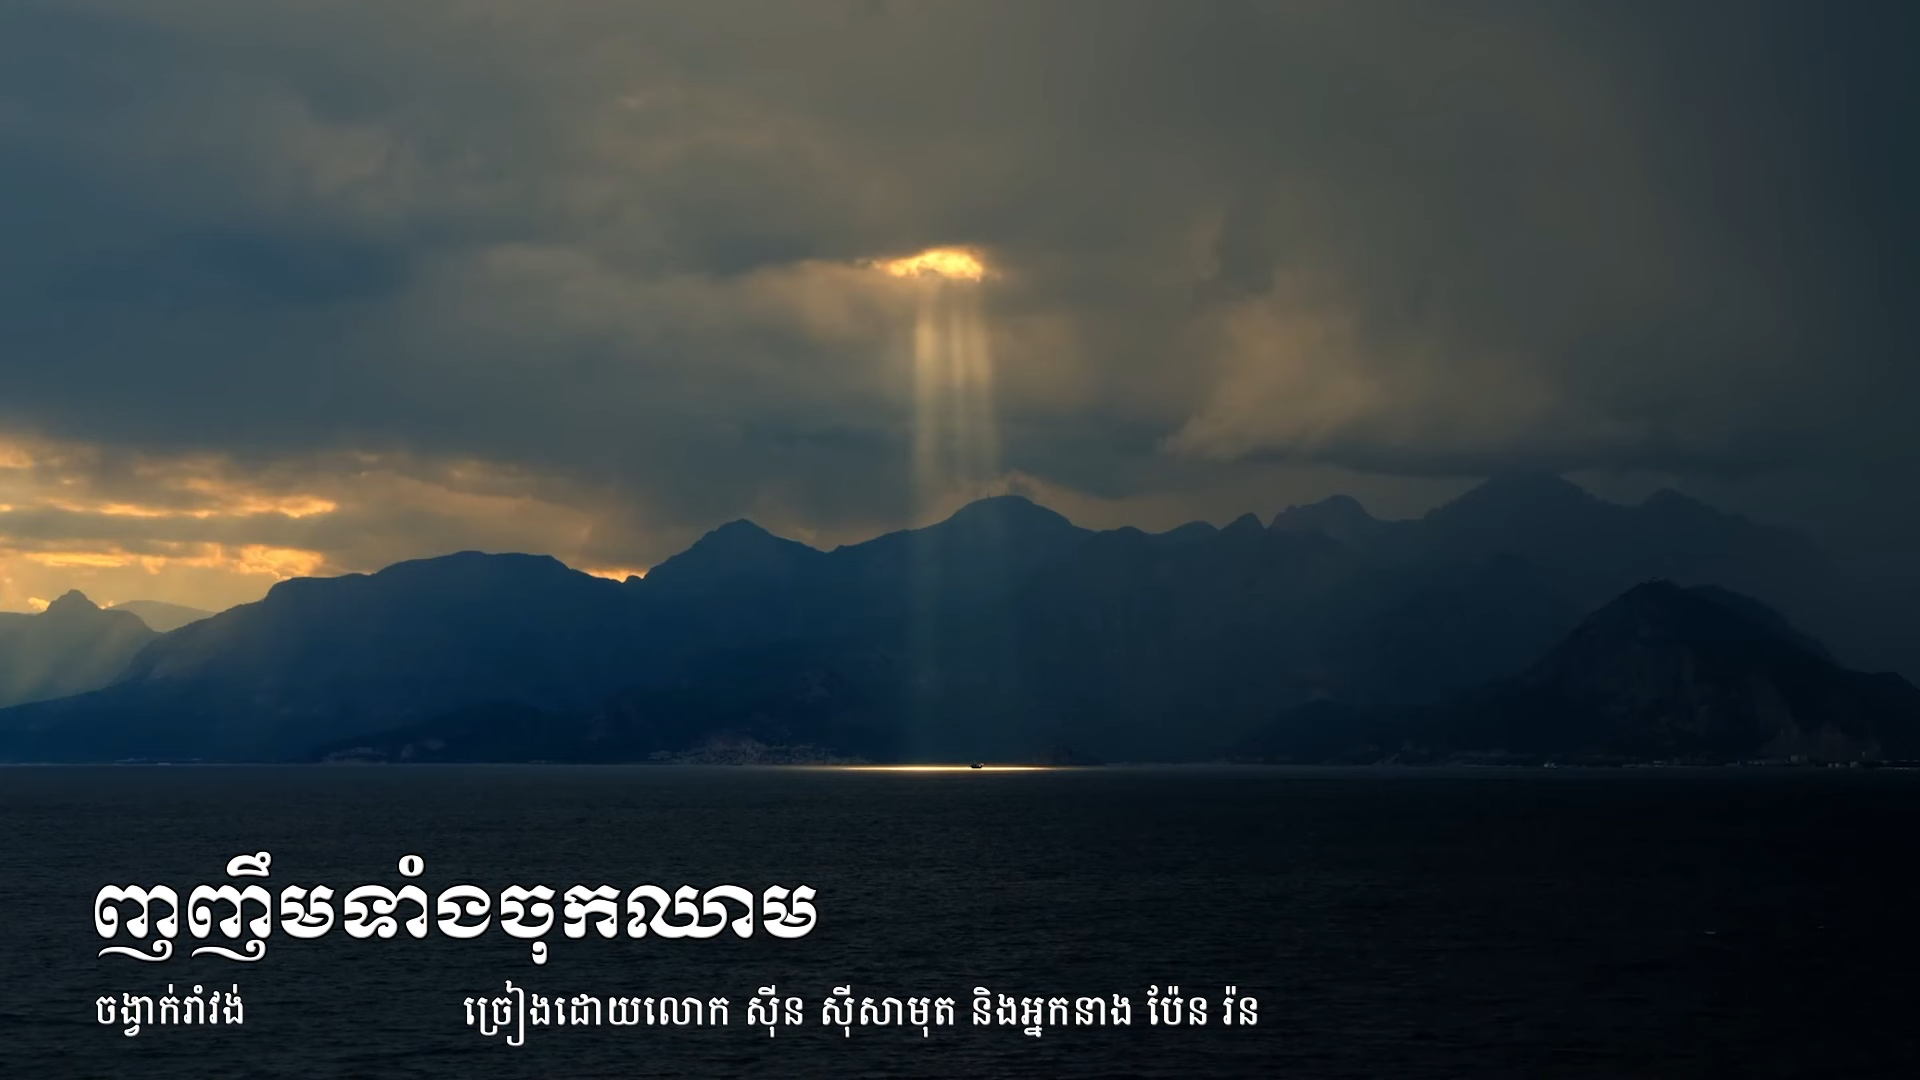 ញញឹមទាំងចុកឈាម
ចង្វាក់រាំវង់ ច្រៀងដោយលោក ស៊ីន ស៊ីសាមុត និងអ្នកនាង ប៉ែន រ៉ន